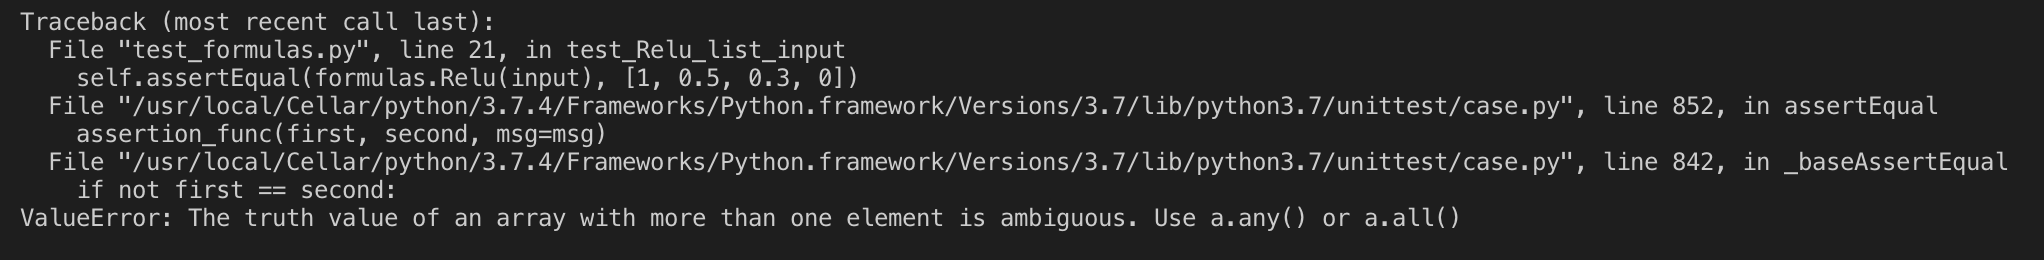 Traceback (most recent call last):
  File "test_formulas.py", line 21, in test_Relu_list_input
    self.assertEqual(formulas.Relu(input), [1, 0.5, 0.3, 0])
  File "/usr/local/Cellar/python/3.7.4/Frameworks/Python.framework/Versions/3.7/lib/python3.7/unittest/case.py", line 852, in assertEqual
    assertion_func(first, second, msg=msg)
  File "/usr/local/Cellar/python/3.7.4/Frameworks/Python.framework/Versions/3.7/lib/python3.7/unittest/case.py", line 842, in _baseAssertEqual
    if not first == second:
ValueError: The truth value of an array with more than one element is ambiguous. Use a.any() or a.all()